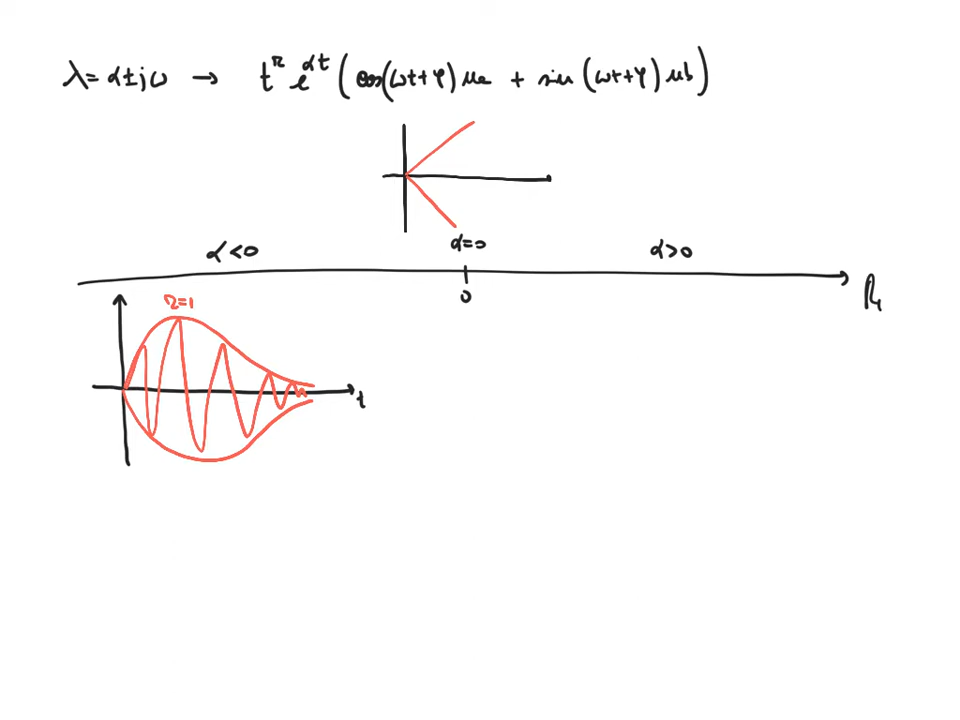 λ = α±jω → t^r e^αt (cos(ωt+φ) ua + sin(ωt+φ) ub)
α<0 α=0 α>0
0 R
r=1
t